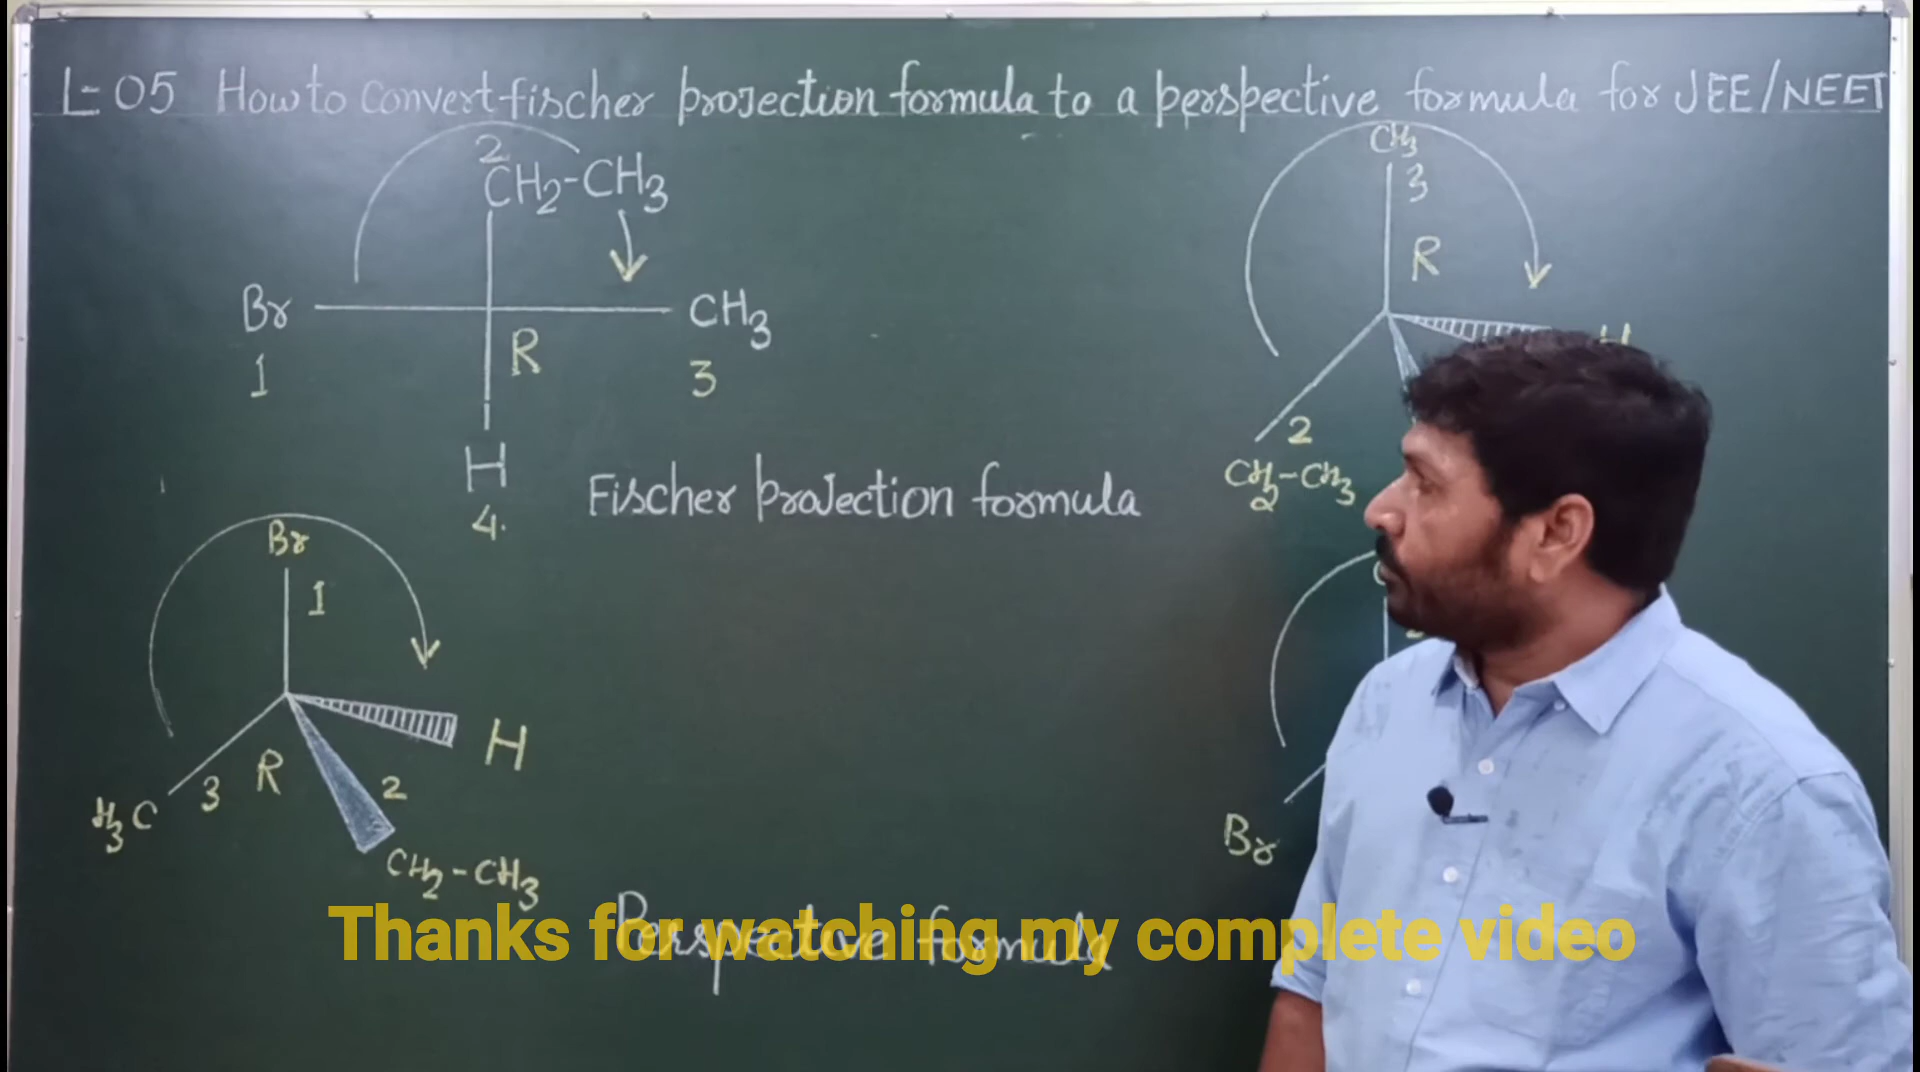 L-05 How to convert fischer projection formula to a perspective formula for JEE/NEET
2
CH2-CH3
Br
CH3
1
R
3
H
4.
Fischer projection formula
CH3
3
R
H
2
CH2-CH3
Br
1
H
R
3
2
H3C
CH2-CH3
Br
Perspective formula
Thanks for watching my complete video